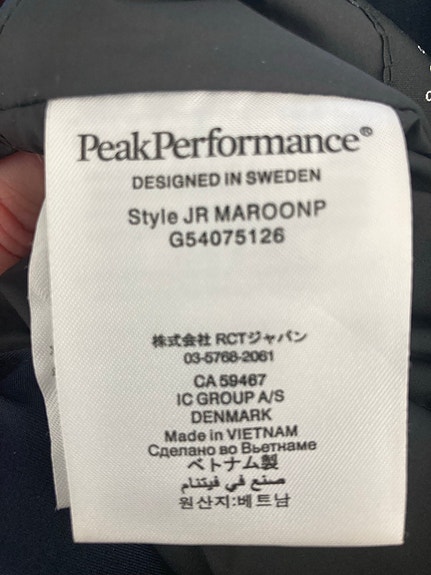 PeakPerformance®
DESIGNED IN SWEDEN
Style JR MAROONP
G54075126
株式会社 RCTジャパン
03-5766-2061
CA 59467
IC GROUP A/S
DENMARK
Made in VIETNAM
Сделано во Вьетнаме
ベトナム製
صنع في فيتنام
원산지:베트남